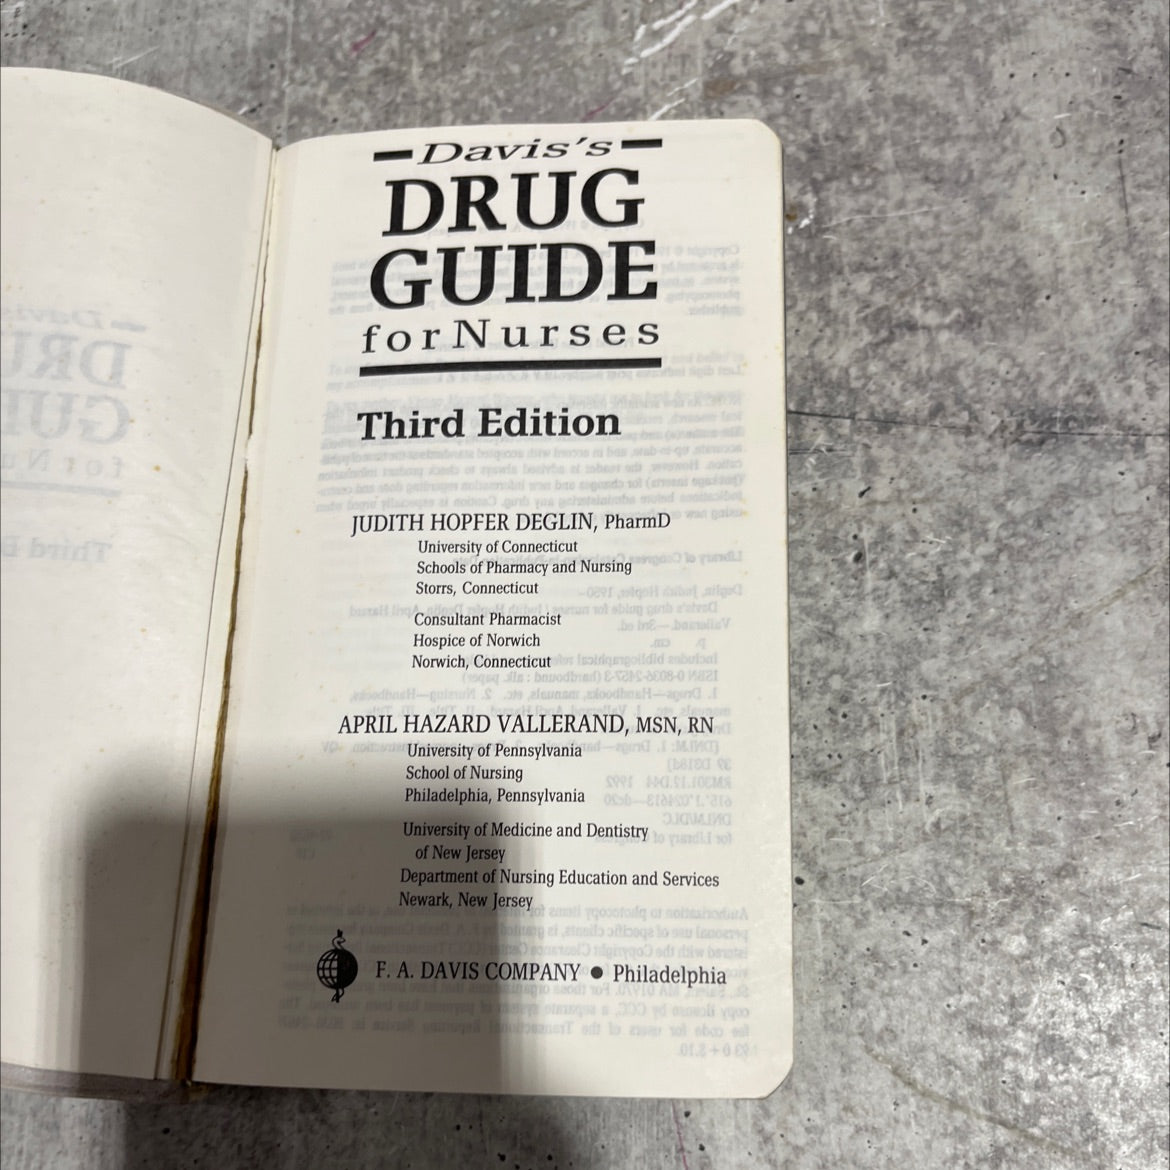 Davis's
DRUG
GUIDE
for Nurses
Third Edition
JUDITH HOPFER DEGLIN, PharmD
University of Connecticut
Schools of Pharmacy and Nursing
Storrs, Connecticut
Consultant Pharmacist
Hospice of Norwich
Norwich, Connecticut
APRIL HAZARD VALLERAND, MSN, RN
University of Pennsylvania
School of Nursing
Philadelphia, Pennsylvania
University of Medicine and Dentistry
of New Jersey
Department of Nursing Education and Services
Newark, New Jersey
F. A. DAVIS COMPANY • Philadelphia